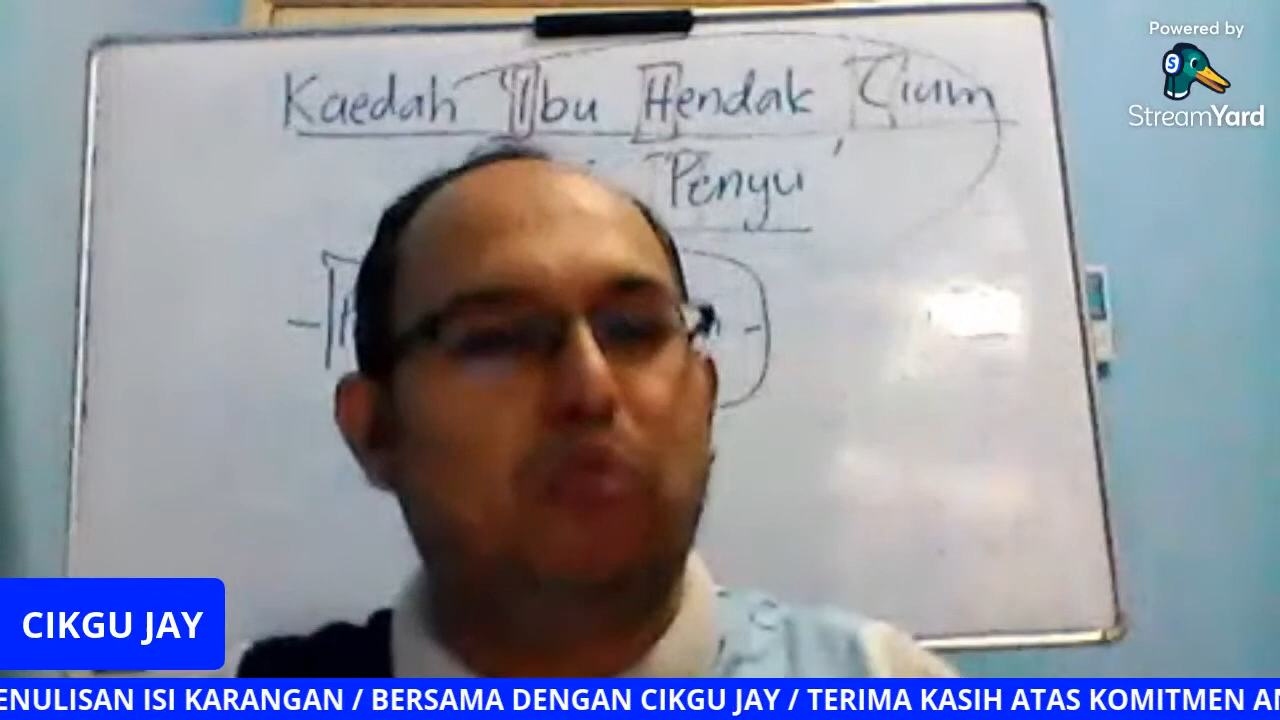 Powered by
StreamYard
Kaedah "Ibu Hendak Cium
Penyu
CIKGU JAY
ENULISAN ISI KARANGAN / BERSAMA DENGAN CIKGU JAY / TERIMA KASIH ATAS KOMITMEN